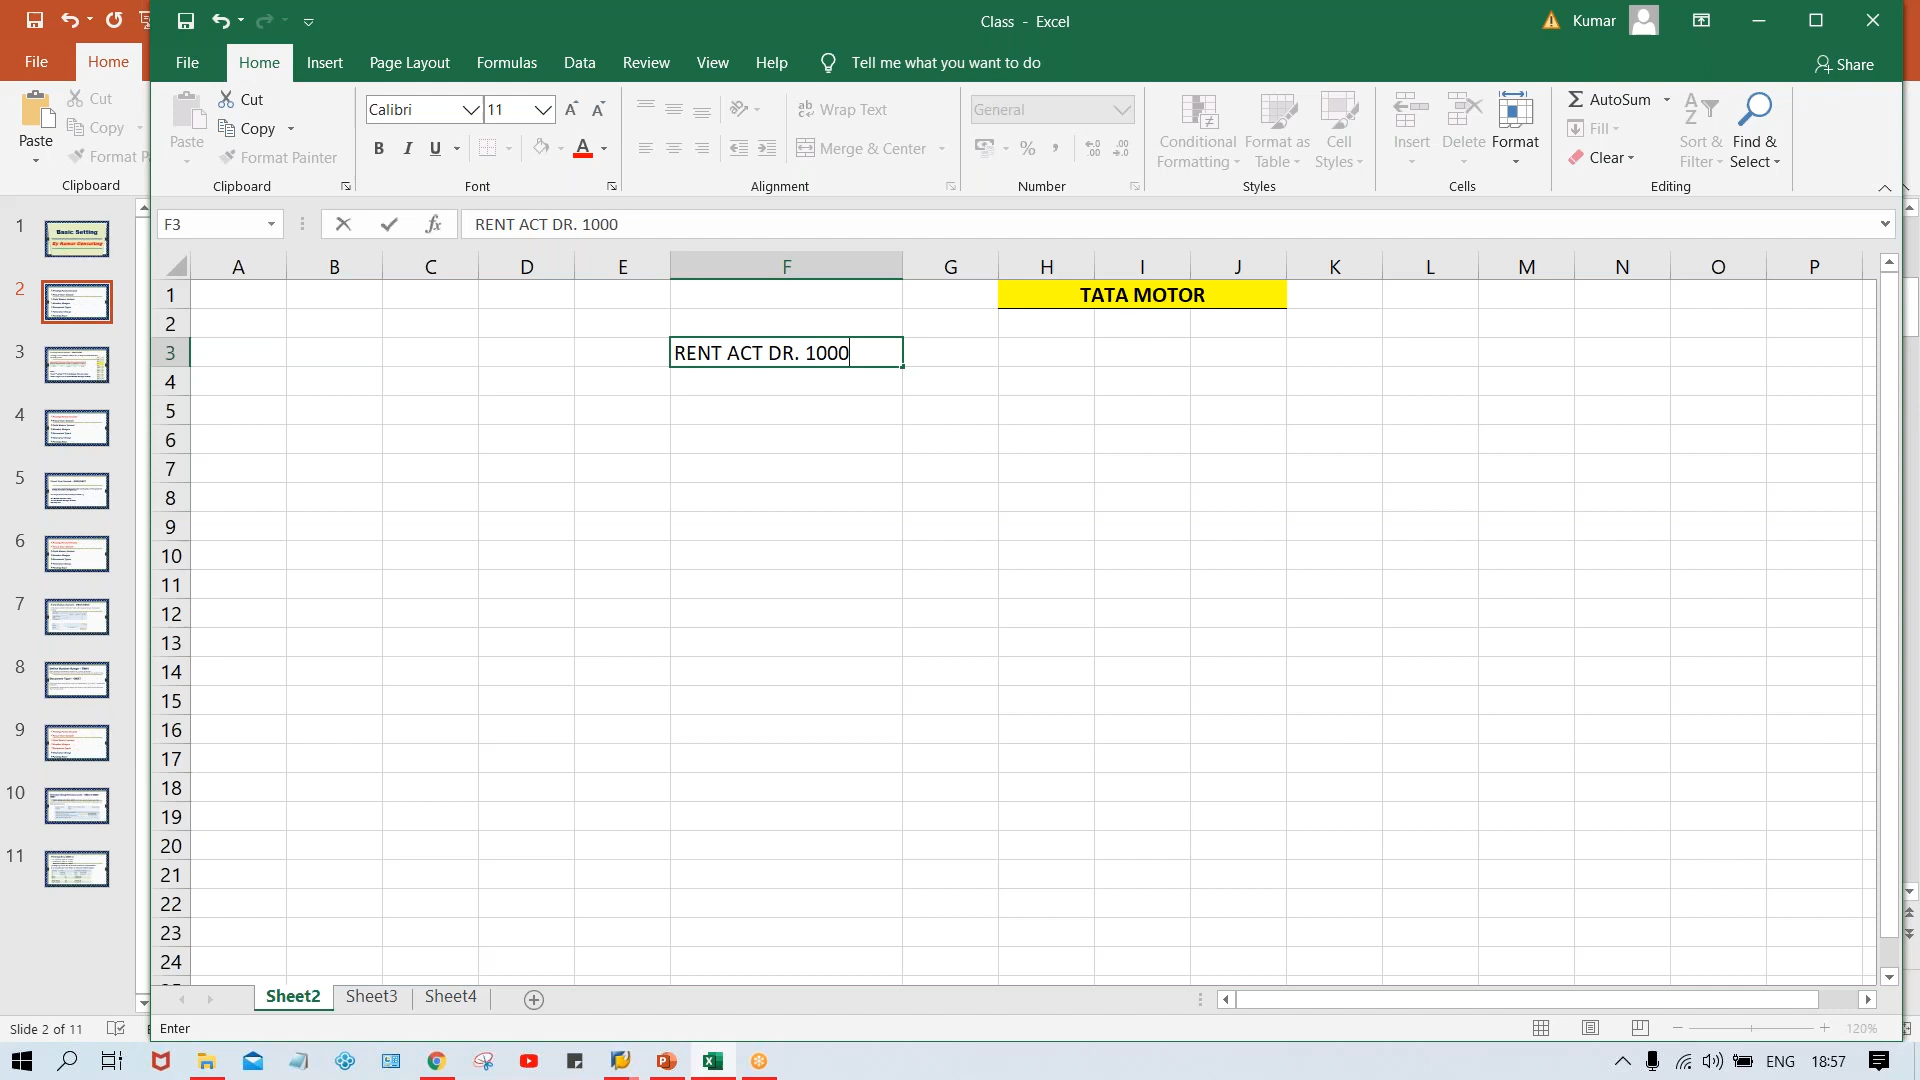 Class - Excel
Kumar
File Home
File Home Insert Page Layout Formulas Data Review View Help Tell me what you want to do
Share
Cut
Copy
Format P
Paste
Clipboard
Cut
Copy
Format Painter
Paste
Clipboard
Calibri 11
B I U A
Font
Wrap Text
Merge & Center
Alignment
General
%
Number
Conditional Formatting
Format as Table
Cell Styles
Styles
Insert Delete Format
Cells
AutoSum
Fill
Clear
Sort & Filter
Find & Select
Editing
F3 fx RENT ACT DR. 1000
A B C D E F G H I J K L M N O P
1 TATA MOTOR
2
3 RENT ACT DR. 1000
4
5
6
7
8
9
10
11
12
13
14
15
16
17
18
19
20
21
22
23
24
1
Basic Setting
By Kumar Consulting
2
3
4
5
6
7
8
9
10
11
Sheet2 Sheet3 Sheet4
Slide 2 of 11
Enter
120%
ENG 18:57